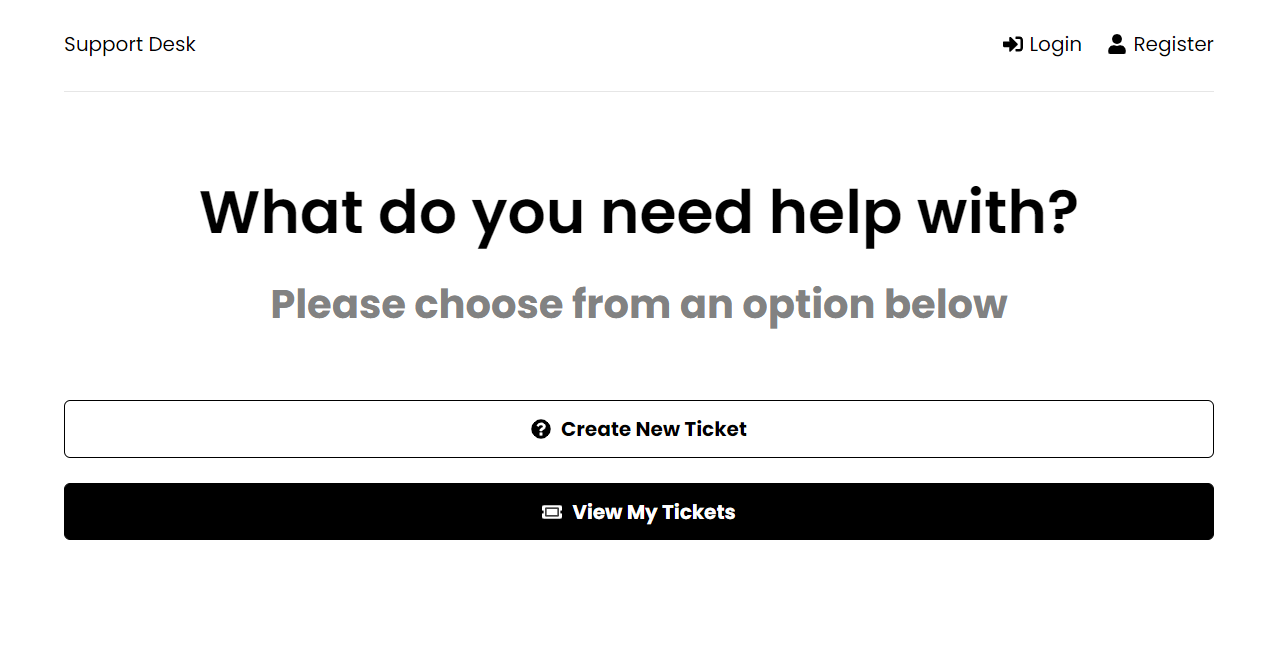 Support Desk
Login
Register
What do you need help with?
Please choose from an option below
Create New Ticket
View My Tickets